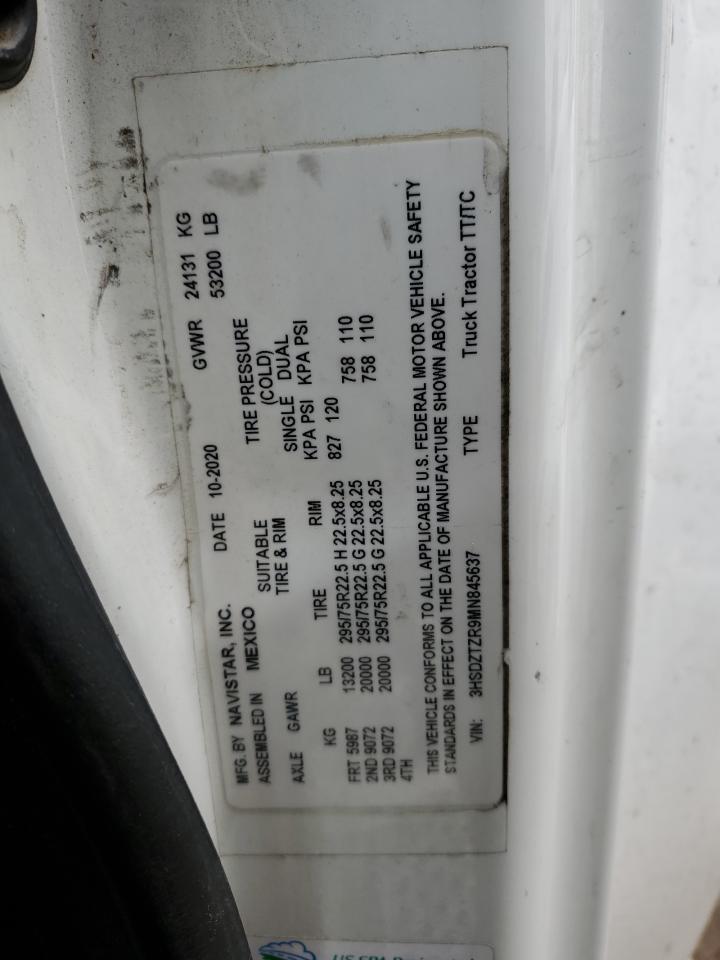 MFG. BY NAVISTAR, INC. DATE 10-2020 GVWR 24131 KG
ASSEMBLED IN MEXICO 53200 LB
SUITABLE TIRE PRESSURE
AXLE GAWR TIRE & RIM (COLD)
SINGLE DUAL
KG LB TIRE RIM KPA PSI KPA PSI
FRT 5987 13200 295/75R22.5 H 22.5x8.25 827 120
2ND 9072 20000 295/75R22.5 G 22.5x8.25 758 110
3RD 9072 20000 295/75R22.5 G 22.5x8.25 758 110
4TH
THIS VEHICLE CONFORMS TO ALL APPLICABLE U.S. FEDERAL MOTOR VEHICLE SAFETY
STANDARDS IN EFFECT ON THE DATE OF MANUFACTURE SHOWN ABOVE.
VIN: 3HSDZTZR9MN845637 TYPE Truck Tractor TT/TC